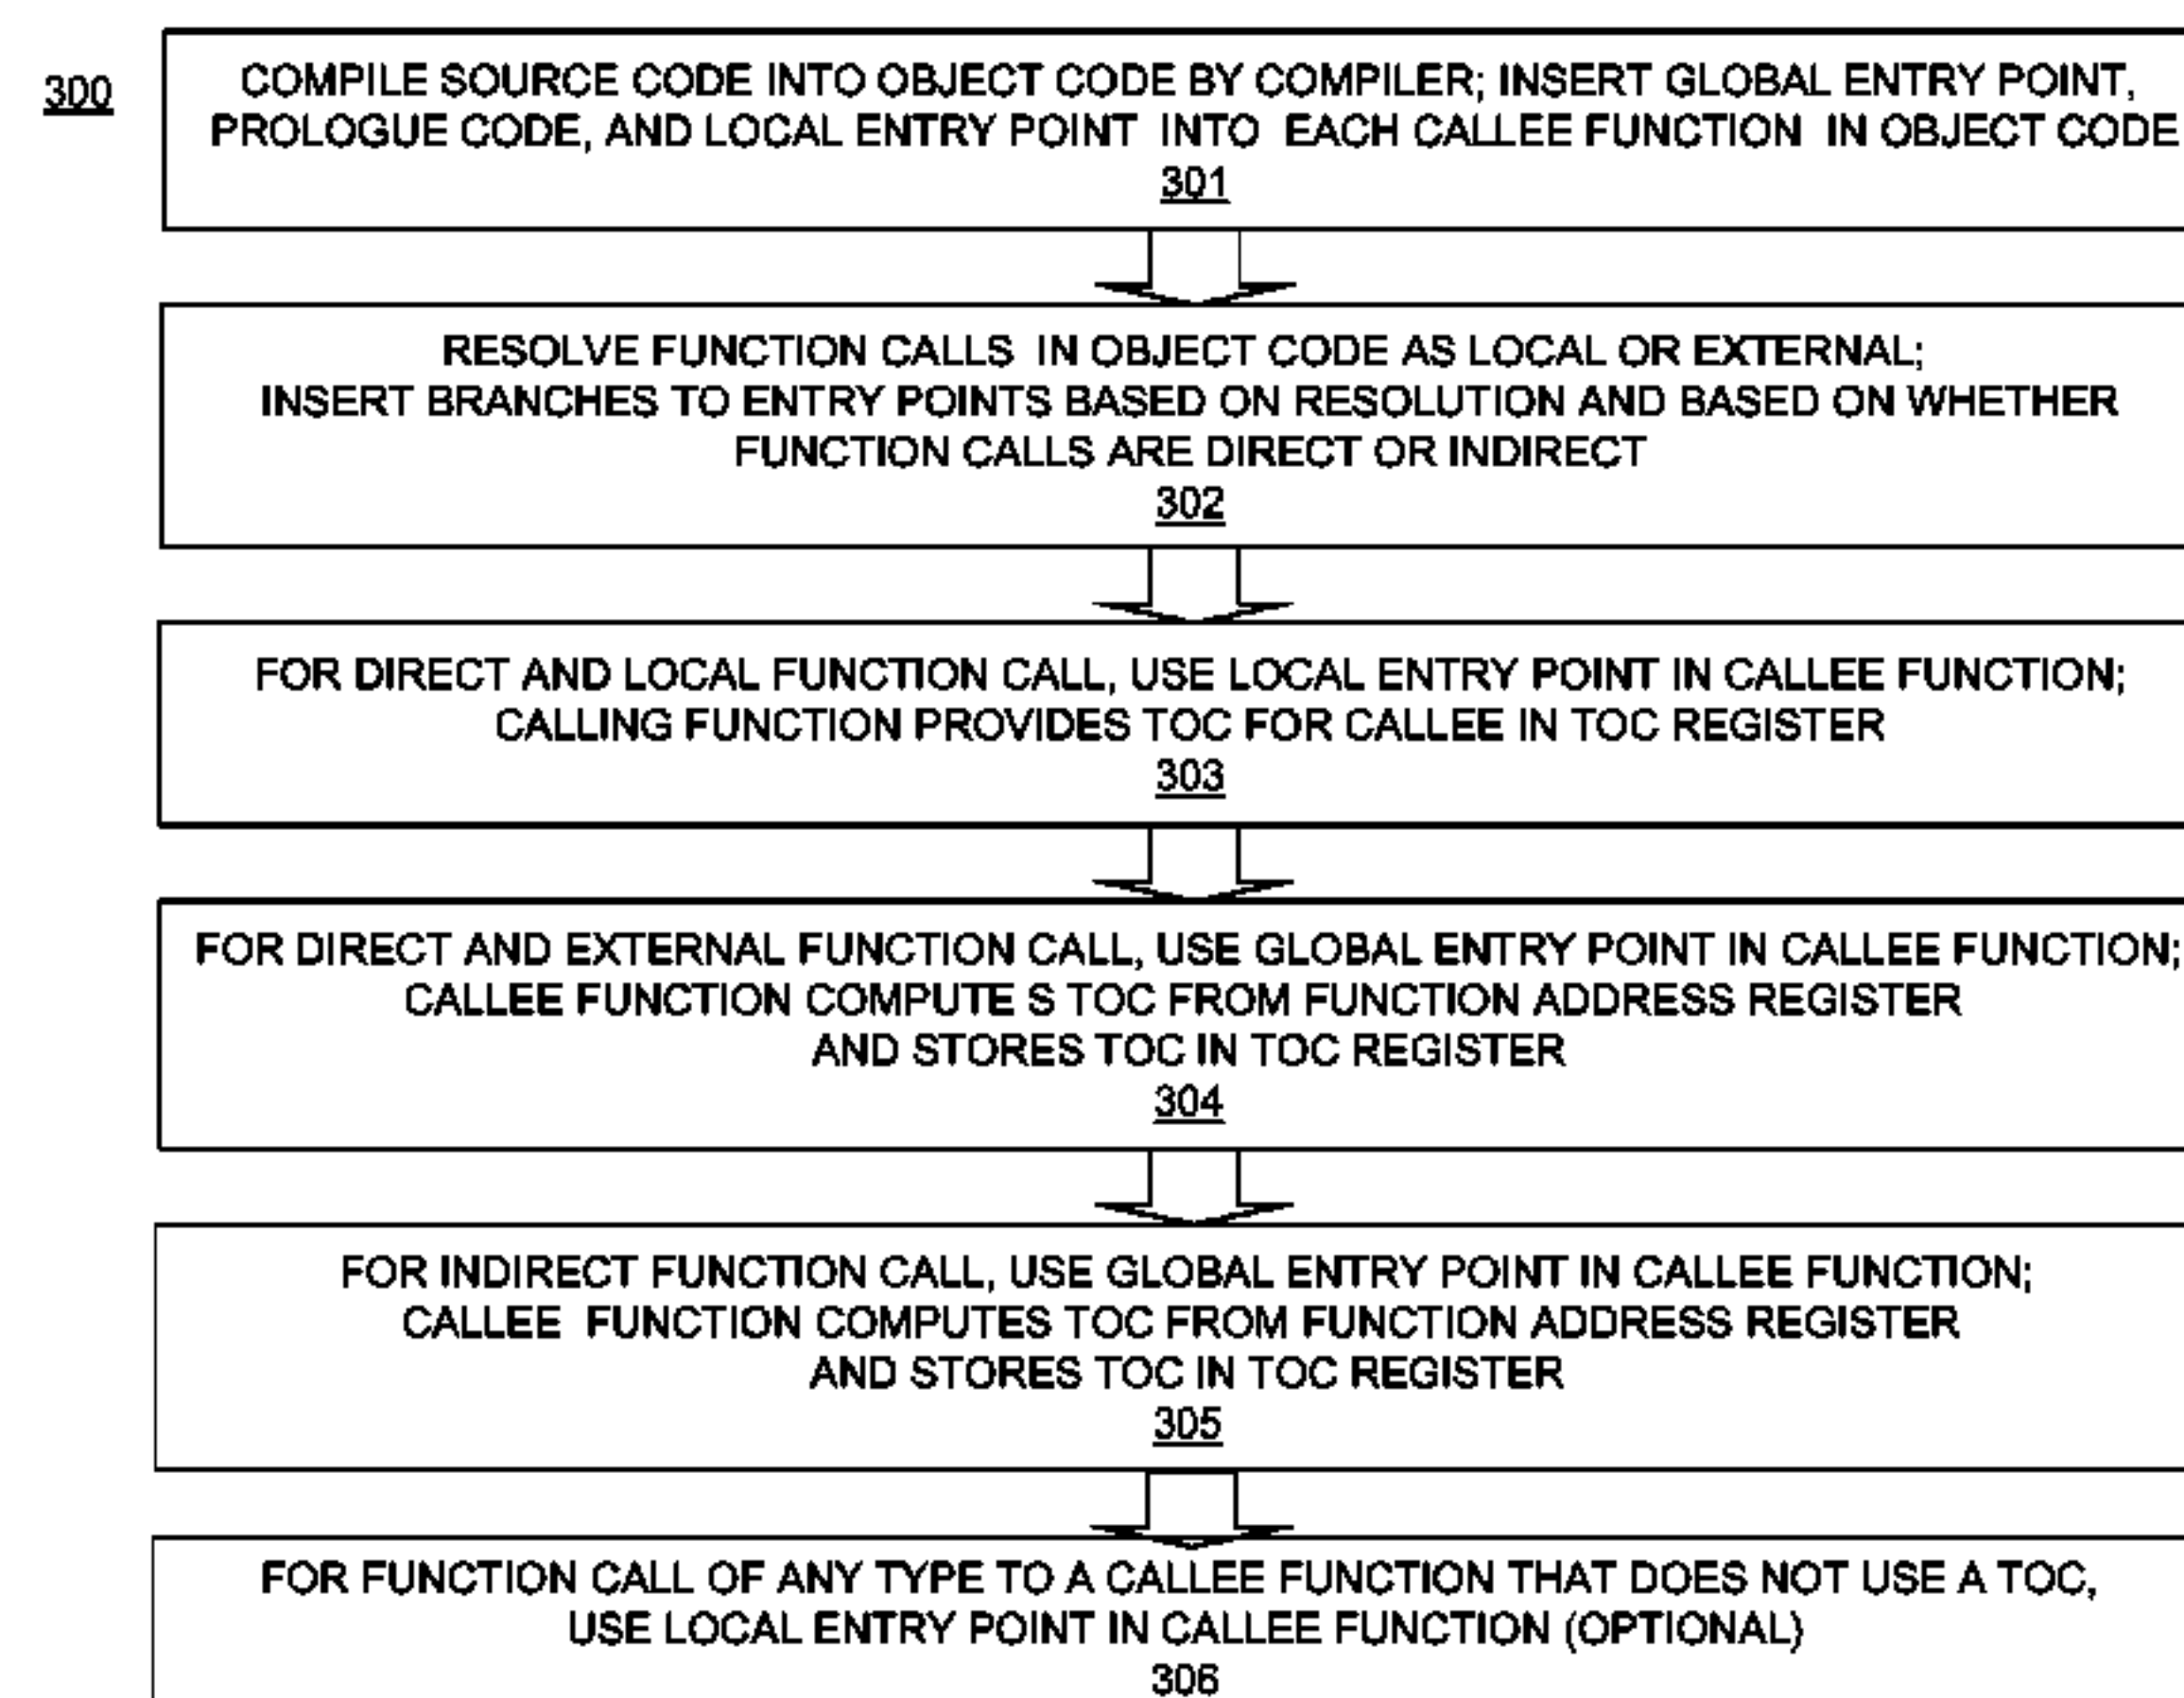 300
COMPILE SOURCE CODE INTO OBJECT CODE BY COMPILER; INSERT GLOBAL ENTRY POINT,
PROLOGUE CODE, AND LOCAL ENTRY POINT INTO EACH CALLEE FUNCTION IN OBJECT CODE
301
RESOLVE FUNCTION CALLS IN OBJECT CODE AS LOCAL OR EXTERNAL;
INSERT BRANCHES TO ENTRY POINTS BASED ON RESOLUTION AND BASED ON WHETHER
FUNCTION CALLS ARE DIRECT OR INDIRECT
302
FOR DIRECT AND LOCAL FUNCTION CALL, USE LOCAL ENTRY POINT IN CALLEE FUNCTION;
CALLING FUNCTION PROVIDES TOC FOR CALLEE IN TOC REGISTER
303
FOR DIRECT AND EXTERNAL FUNCTION CALL, USE GLOBAL ENTRY POINT IN CALLEE FUNCTION;
CALLEE FUNCTION COMPUTE S TOC FROM FUNCTION ADDRESS REGISTER
AND STORES TOC IN TOC REGISTER
304
FOR INDIRECT FUNCTION CALL, USE GLOBAL ENTRY POINT IN CALLEE FUNCTION;
CALLEE FUNCTION COMPUTES TOC FROM FUNCTION ADDRESS REGISTER
AND STORES TOC IN TOC REGISTER
305
FOR FUNCTION CALL OF ANY TYPE TO A CALLEE FUNCTION THAT DOES NOT USE A TOC,
USE LOCAL ENTRY POINT IN CALLEE FUNCTION (OPTIONAL)
306